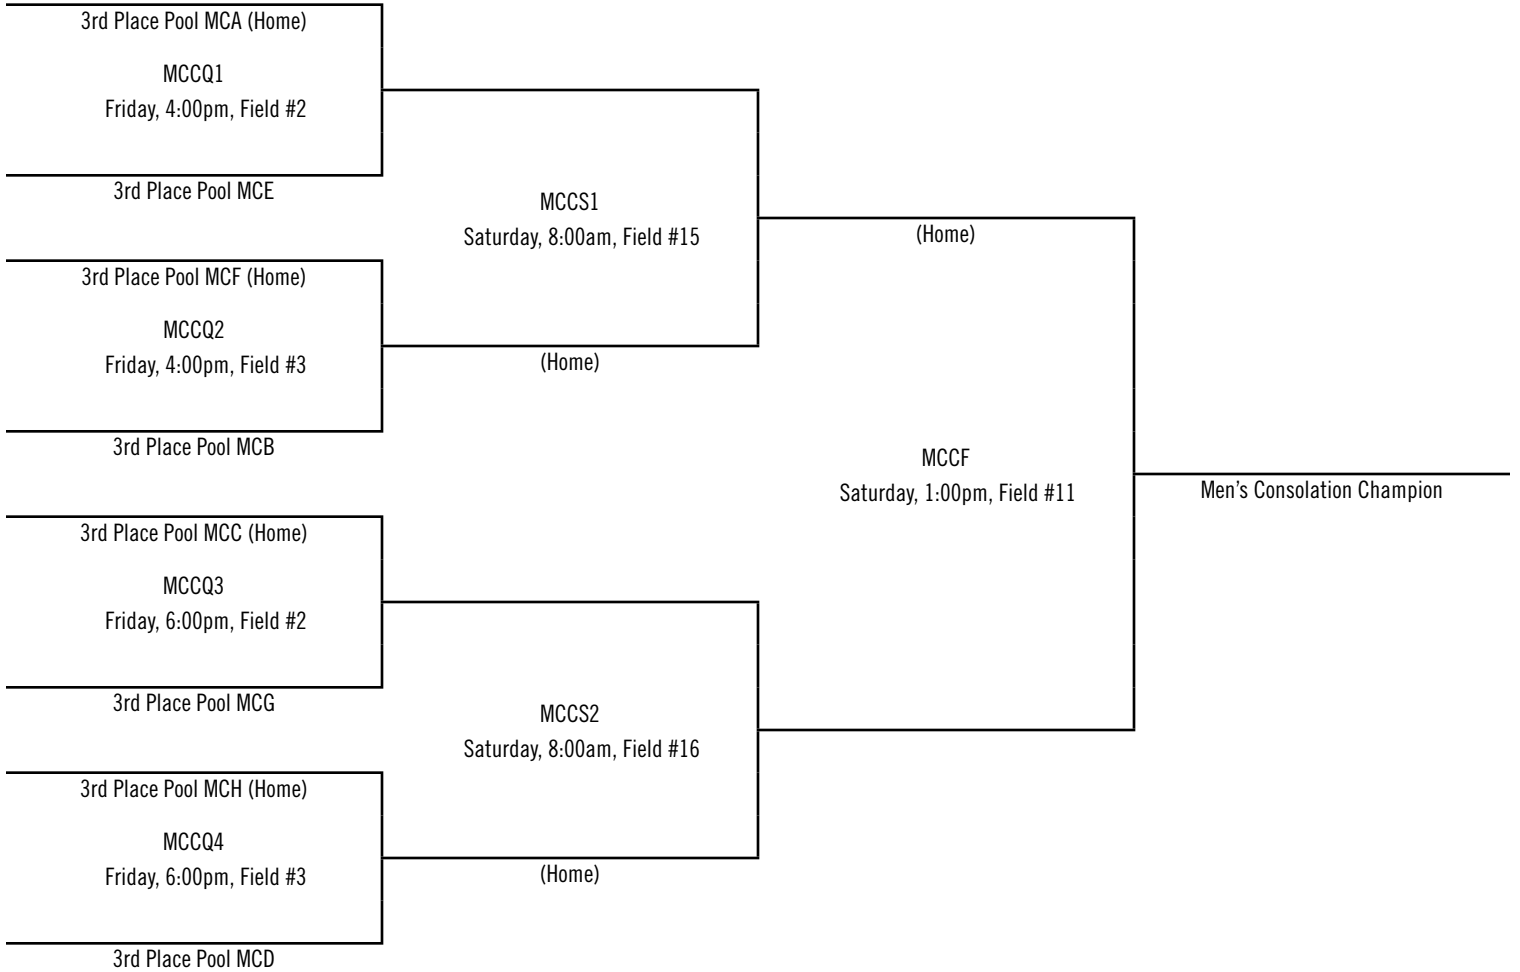 3rd Place Pool MCA (Home)
MCCQ1
Friday, 4:00pm, Field #2
3rd Place Pool MCE
MCCS1
Saturday, 8:00am, Field #15
(Home)
3rd Place Pool MCF (Home)
MCCQ2
Friday, 4:00pm, Field #3
(Home)
3rd Place Pool MCB
MCCF
Saturday, 1:00pm, Field #11
Men’s Consolation Champion
3rd Place Pool MCC (Home)
MCCQ3
Friday, 6:00pm, Field #2
3rd Place Pool MCG
MCCS2
Saturday, 8:00am, Field #16
3rd Place Pool MCH (Home)
MCCQ4
Friday, 6:00pm, Field #3
(Home)
3rd Place Pool MCD